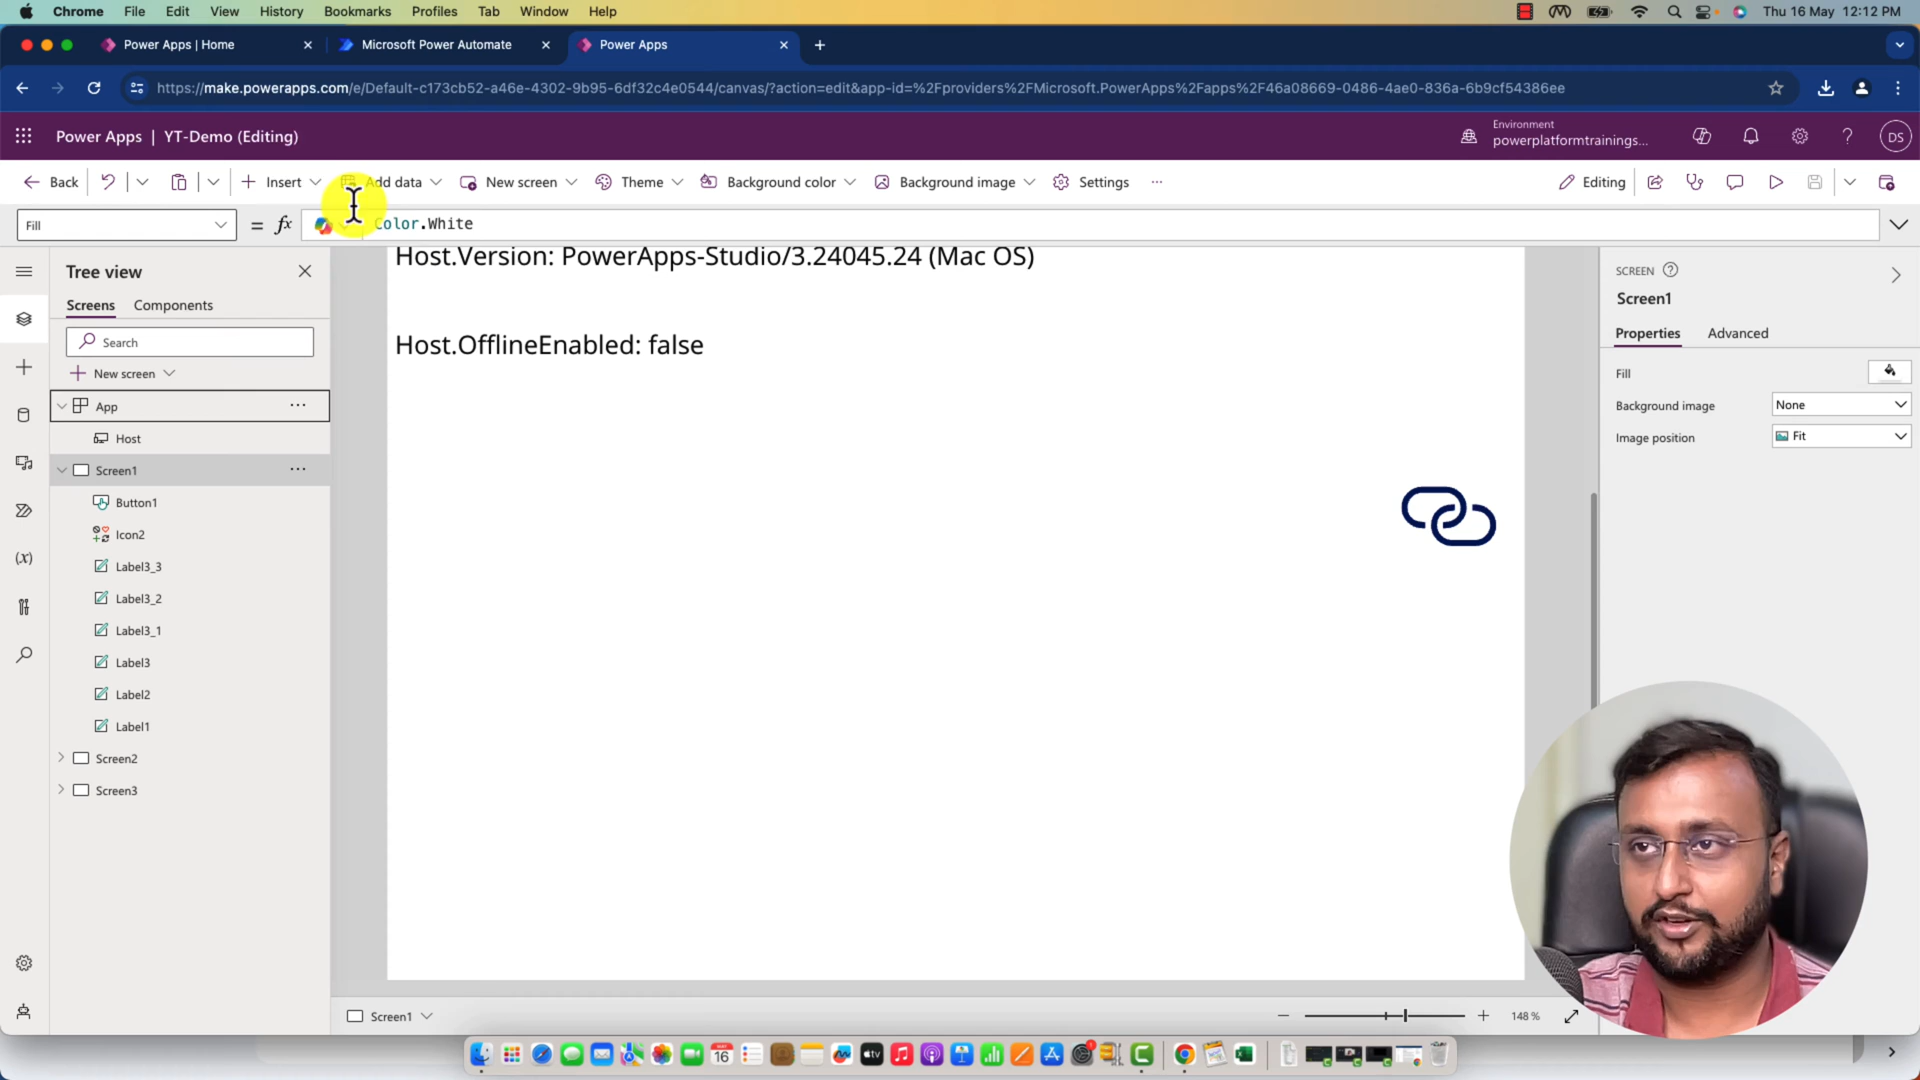 Chrome File Edit View History Bookmarks Profiles Tab Window Help Thu 16 May 12:12 PM
Power Apps | Home Microsoft Power Automate Power Apps
https://make.powerapps.com/e/Default-c173cb52-a46e-4302-9b95-6df32c4e0544/canvas/?action=edit&app-id=%2Fproviders%2FMicrosoft.PowerApps%2Fapps%2F46a08669-0486-4ae0-836a-6b9cf54386ee
Power Apps | YT-Demo (Editing) Environment powerplatformtrainings... ? DS
Back Insert Add data New screen Theme Background color Background image Settings ... Editing
Fill = fx Color.White
Tree view
Screens Components
Search
New screen
App ...
Host
Screen1 ...
Button1
Icon2
Label3_3
Label3_2
Label3_1
Label3
Label2
Label1
Screen2
Screen3
Host.Version: PowerApps-Studio/3.24045.24 (Mac OS)
Host.OfflineEnabled: false
SCREEN ?
Screen1
Properties Advanced
Fill
Background image None
Image position Fit
Screen1 148 %
MAY 16 tv